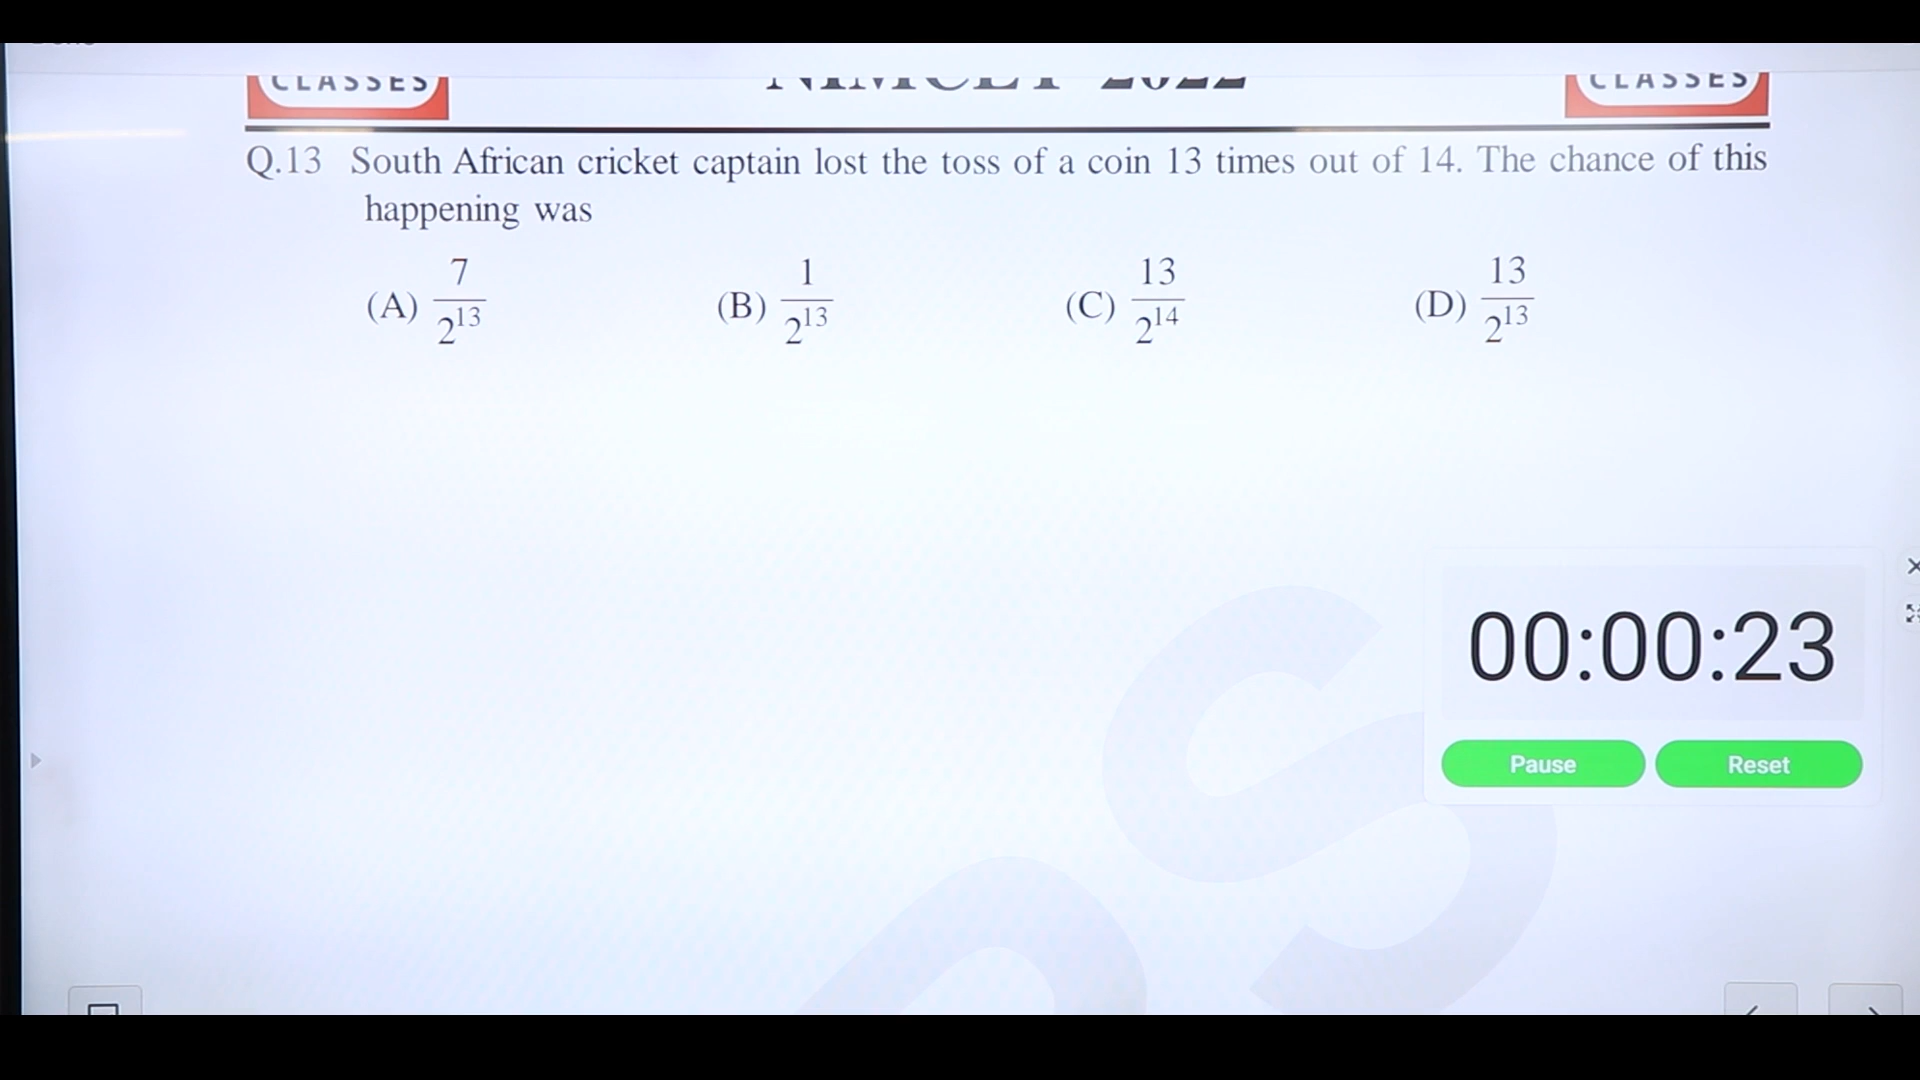 CLASSES
NIMCET 2022
CLASSES
Q.13 South African cricket captain lost the toss of a coin 13 times out of 14. The chance of this
happening was
(A) 7/2^13 (B) 1/2^13 (C) 13/2^14 (D) 13/2^13
00:00:23
Pause Reset